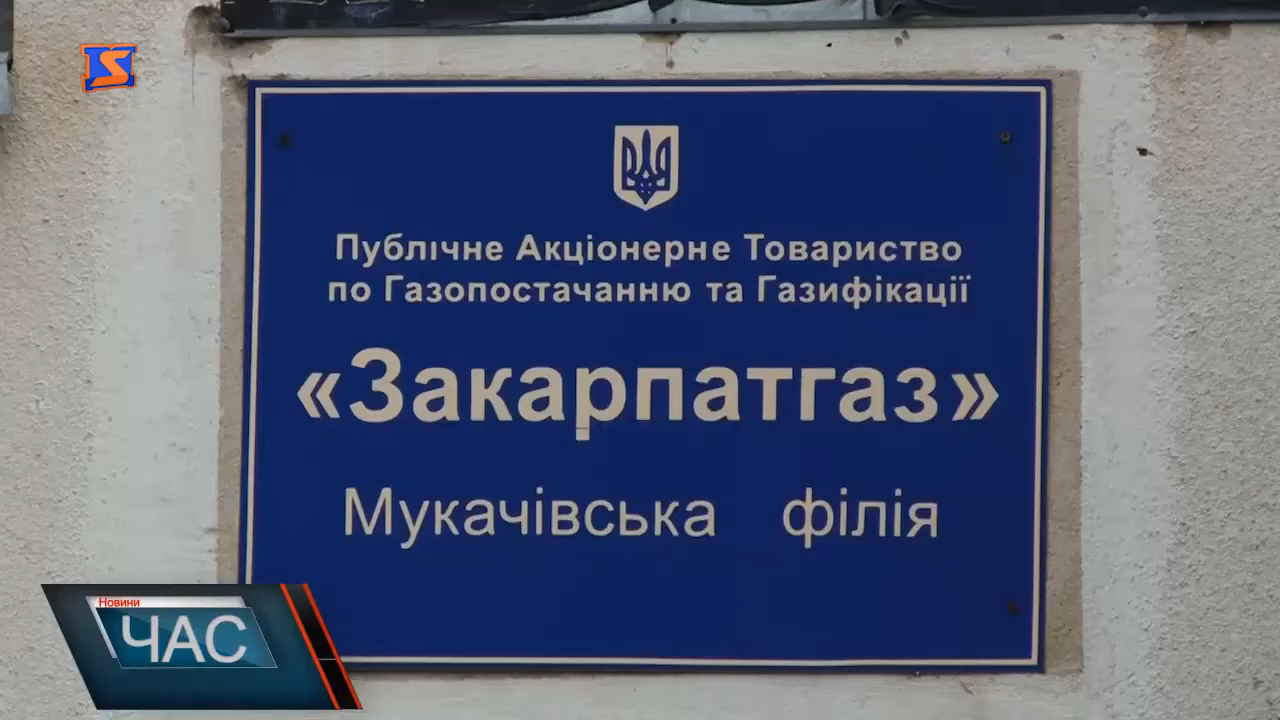 Публічне Акціонерне Товариство
по Газопостачанню та Газифікації
«Закарпатгаз»
Мукачівська філія
Новини
ЧАС